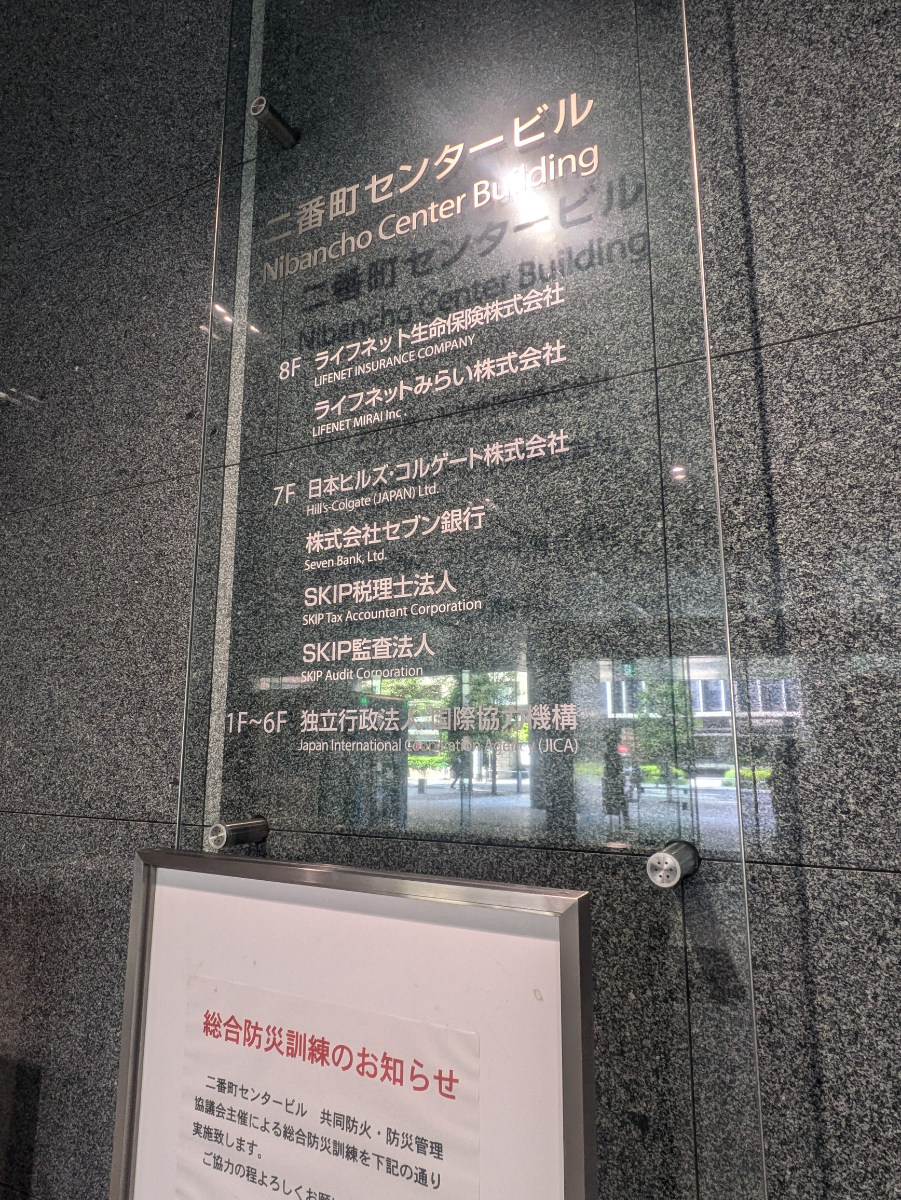 二番町センタービル
Nibancho Center Building
8F ライフネット生命保険株式会社
LIFENET INSURANCE COMPANY
ライフネットみらい株式会社
LIFENET MIRAI Inc.
7F 日本ヒルズ・コルゲート株式会社
Hill's-Colgate (JAPAN) Ltd.
株式会社セブン銀行
Seven Bank, Ltd.
SKIP税理士法人
SKIP Tax Accountant Corporation
SKIP監査法人
SKIP Audit Corporation
1F~6F 独立行政法人 国際協力機構
Japan International Cooperation Agency (JICA)
総合防災訓練のお知らせ
二番町センタービル 共同防火・防災管理
協議会主催による総合防災訓練を下記の通り
実施致します。
ご協力の程よろしくお願